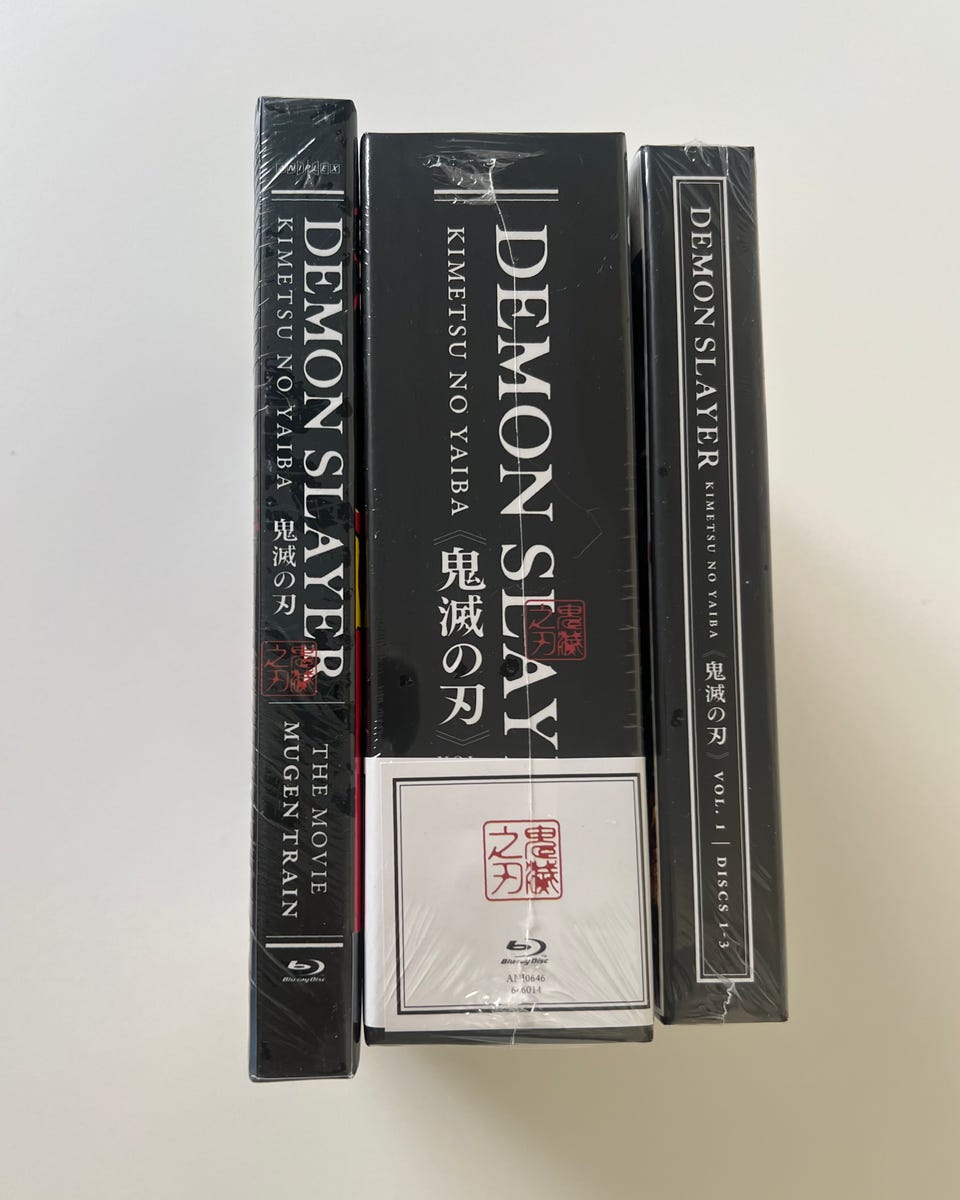 ANIPLEX
DEMON SLAYER
KIMETSU NO YAIBA 鬼滅の刃
鬼滅之刃
THE MOVIE
MUGEN TRAIN
Blu-ray Disc
DEMON SLAY
KIMETSU NO YAIBA 《鬼滅の刃》
鬼滅之刃
鬼滅之刃
Blu-ray Disc
DEMON SLAYER KIMETSU NO YAIBA 《鬼滅の刃》 VOL. 1 | DISCS 1-3